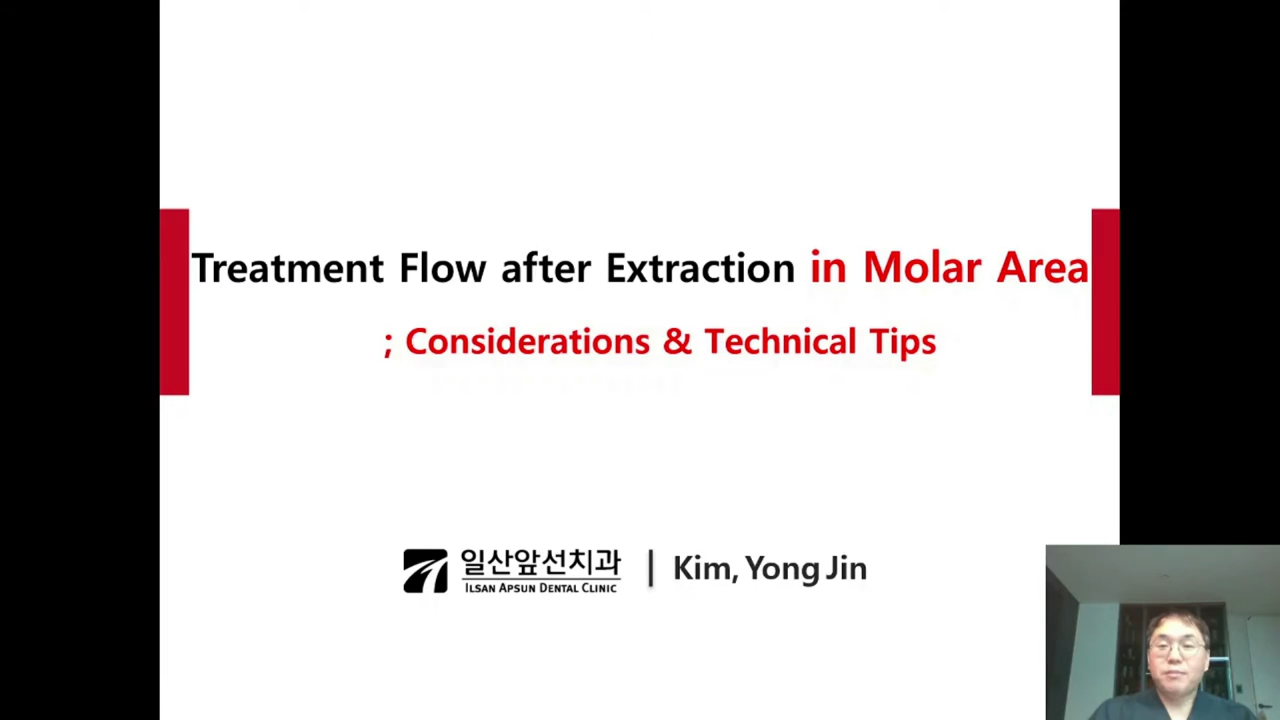 Treatment Flow after Extraction in Molar Area
; Considerations & Technical Tips
일산앞선치과
ILSAN APSUN DENTAL CLINIC
| Kim, Yong Jin